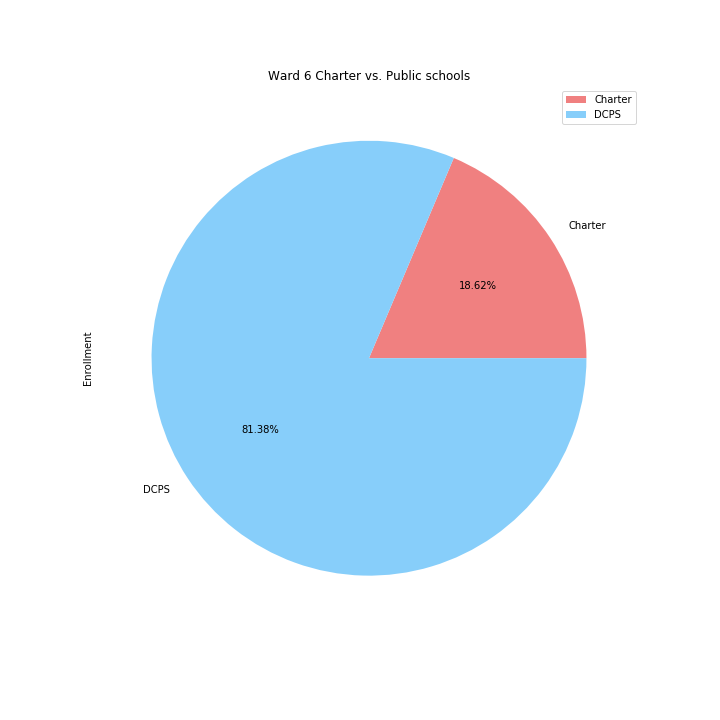 Ward 6 Charter vs. Public schools
Charter
DCPS
Charter
18.62%
Enrollment
81.38%
DCPS